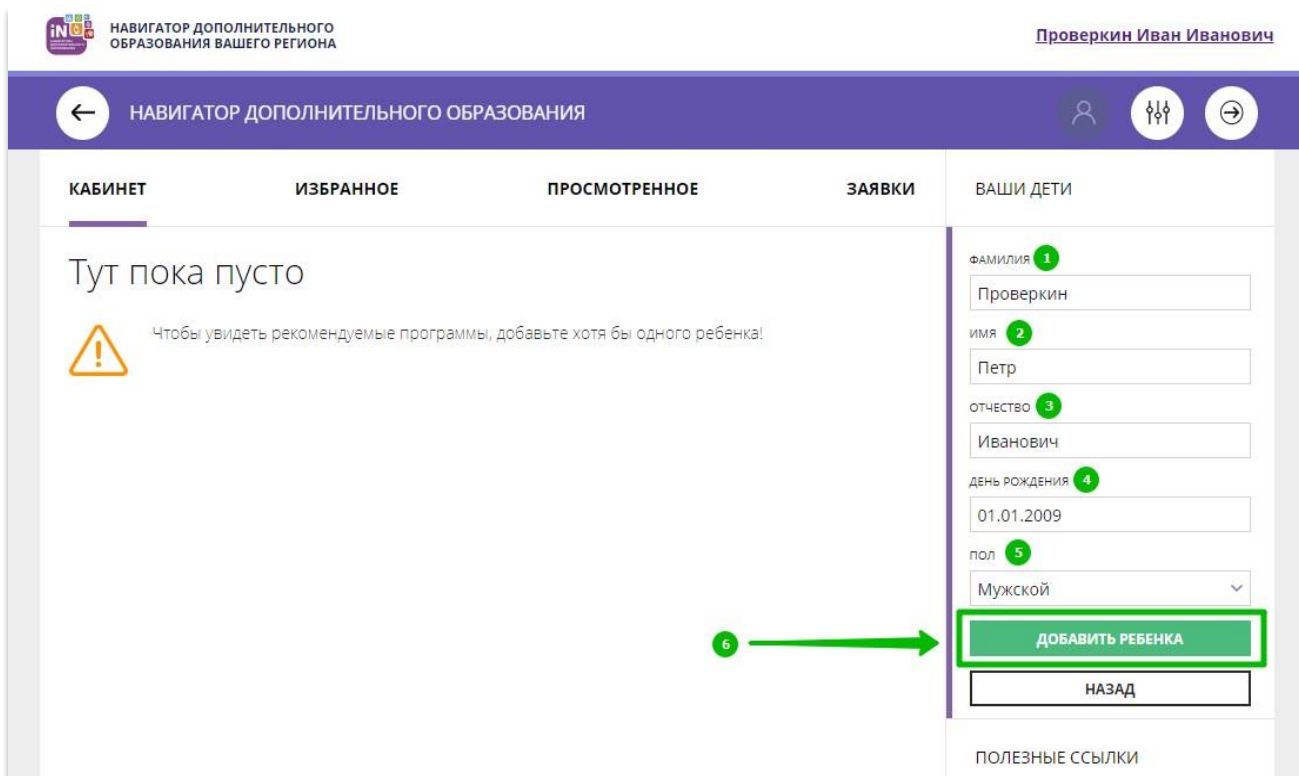 iNO
НАВИГАТОР ДОПОЛНИТЕЛЬНОГО
ОБРАЗОВАНИЯ ВАШЕГО РЕГИОНА
Проверкин Иван Иванович
НАВИГАТОР ДОПОЛНИТЕЛЬНОГО ОБРАЗОВАНИЯ
КАБИНЕТ
ИЗБРАННОЕ
ПРОСМОТРЕННОЕ
ЗАЯВКИ
Тут пока пусто
Чтобы увидеть рекомендуемые программы, добавьте хотя бы одного ребенка!
ВАШИ ДЕТИ
ФАМИЛИЯ 1
Проверкин
ИМЯ 2
Петр
ОТЧЕСТВО 3
Иванович
ДЕНЬ РОЖДЕНИЯ 4
01.01.2009
ПОЛ 5
Мужской
6
ДОБАВИТЬ РЕБЕНКА
НАЗАД
ПОЛЕЗНЫЕ ССЫЛКИ